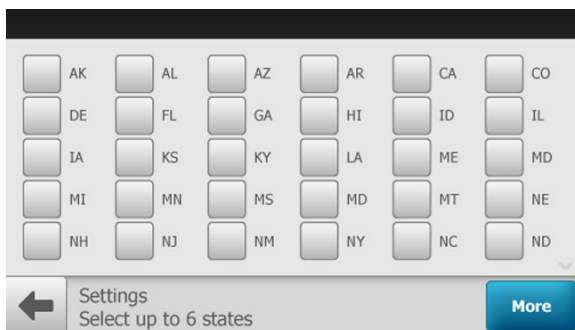 AK AL AZ AR CA CO
DE FL GA HI ID IL
IA KS KY LA ME MD
MI MN MS MD MT NE
NH NJ NM NY NC ND
Settings
Select up to 6 states
More